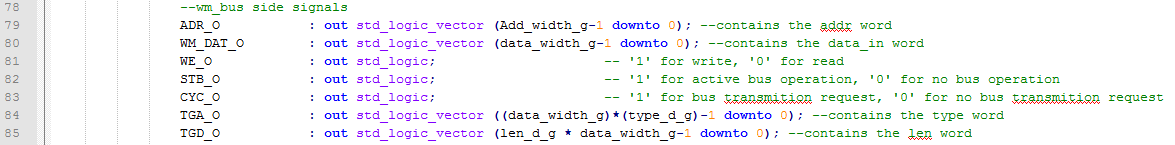 78 --wm_bus side signals
79 ADR_O : out std_logic_vector (Add_width_g-1 downto 0); --contains the addr word
80 WM_DAT_O : out std_logic_vector (data_width_g-1 downto 0); --contains the data_in word
81 WE_O : out std_logic; -- '1' for write, '0' for read
82 STB_O : out std_logic; -- '1' for active bus operation, '0' for no bus operation
83 CYC_O : out std_logic; -- '1' for bus transmition request, '0' for no bus transmition request
84 TGA_O : out std_logic_vector ((data_width_g)*(type_d_g)-1 downto 0); --contains the type word
85 TGD_O : out std_logic_vector (len_d_g * data_width_g-1 downto 0); --contains the len word